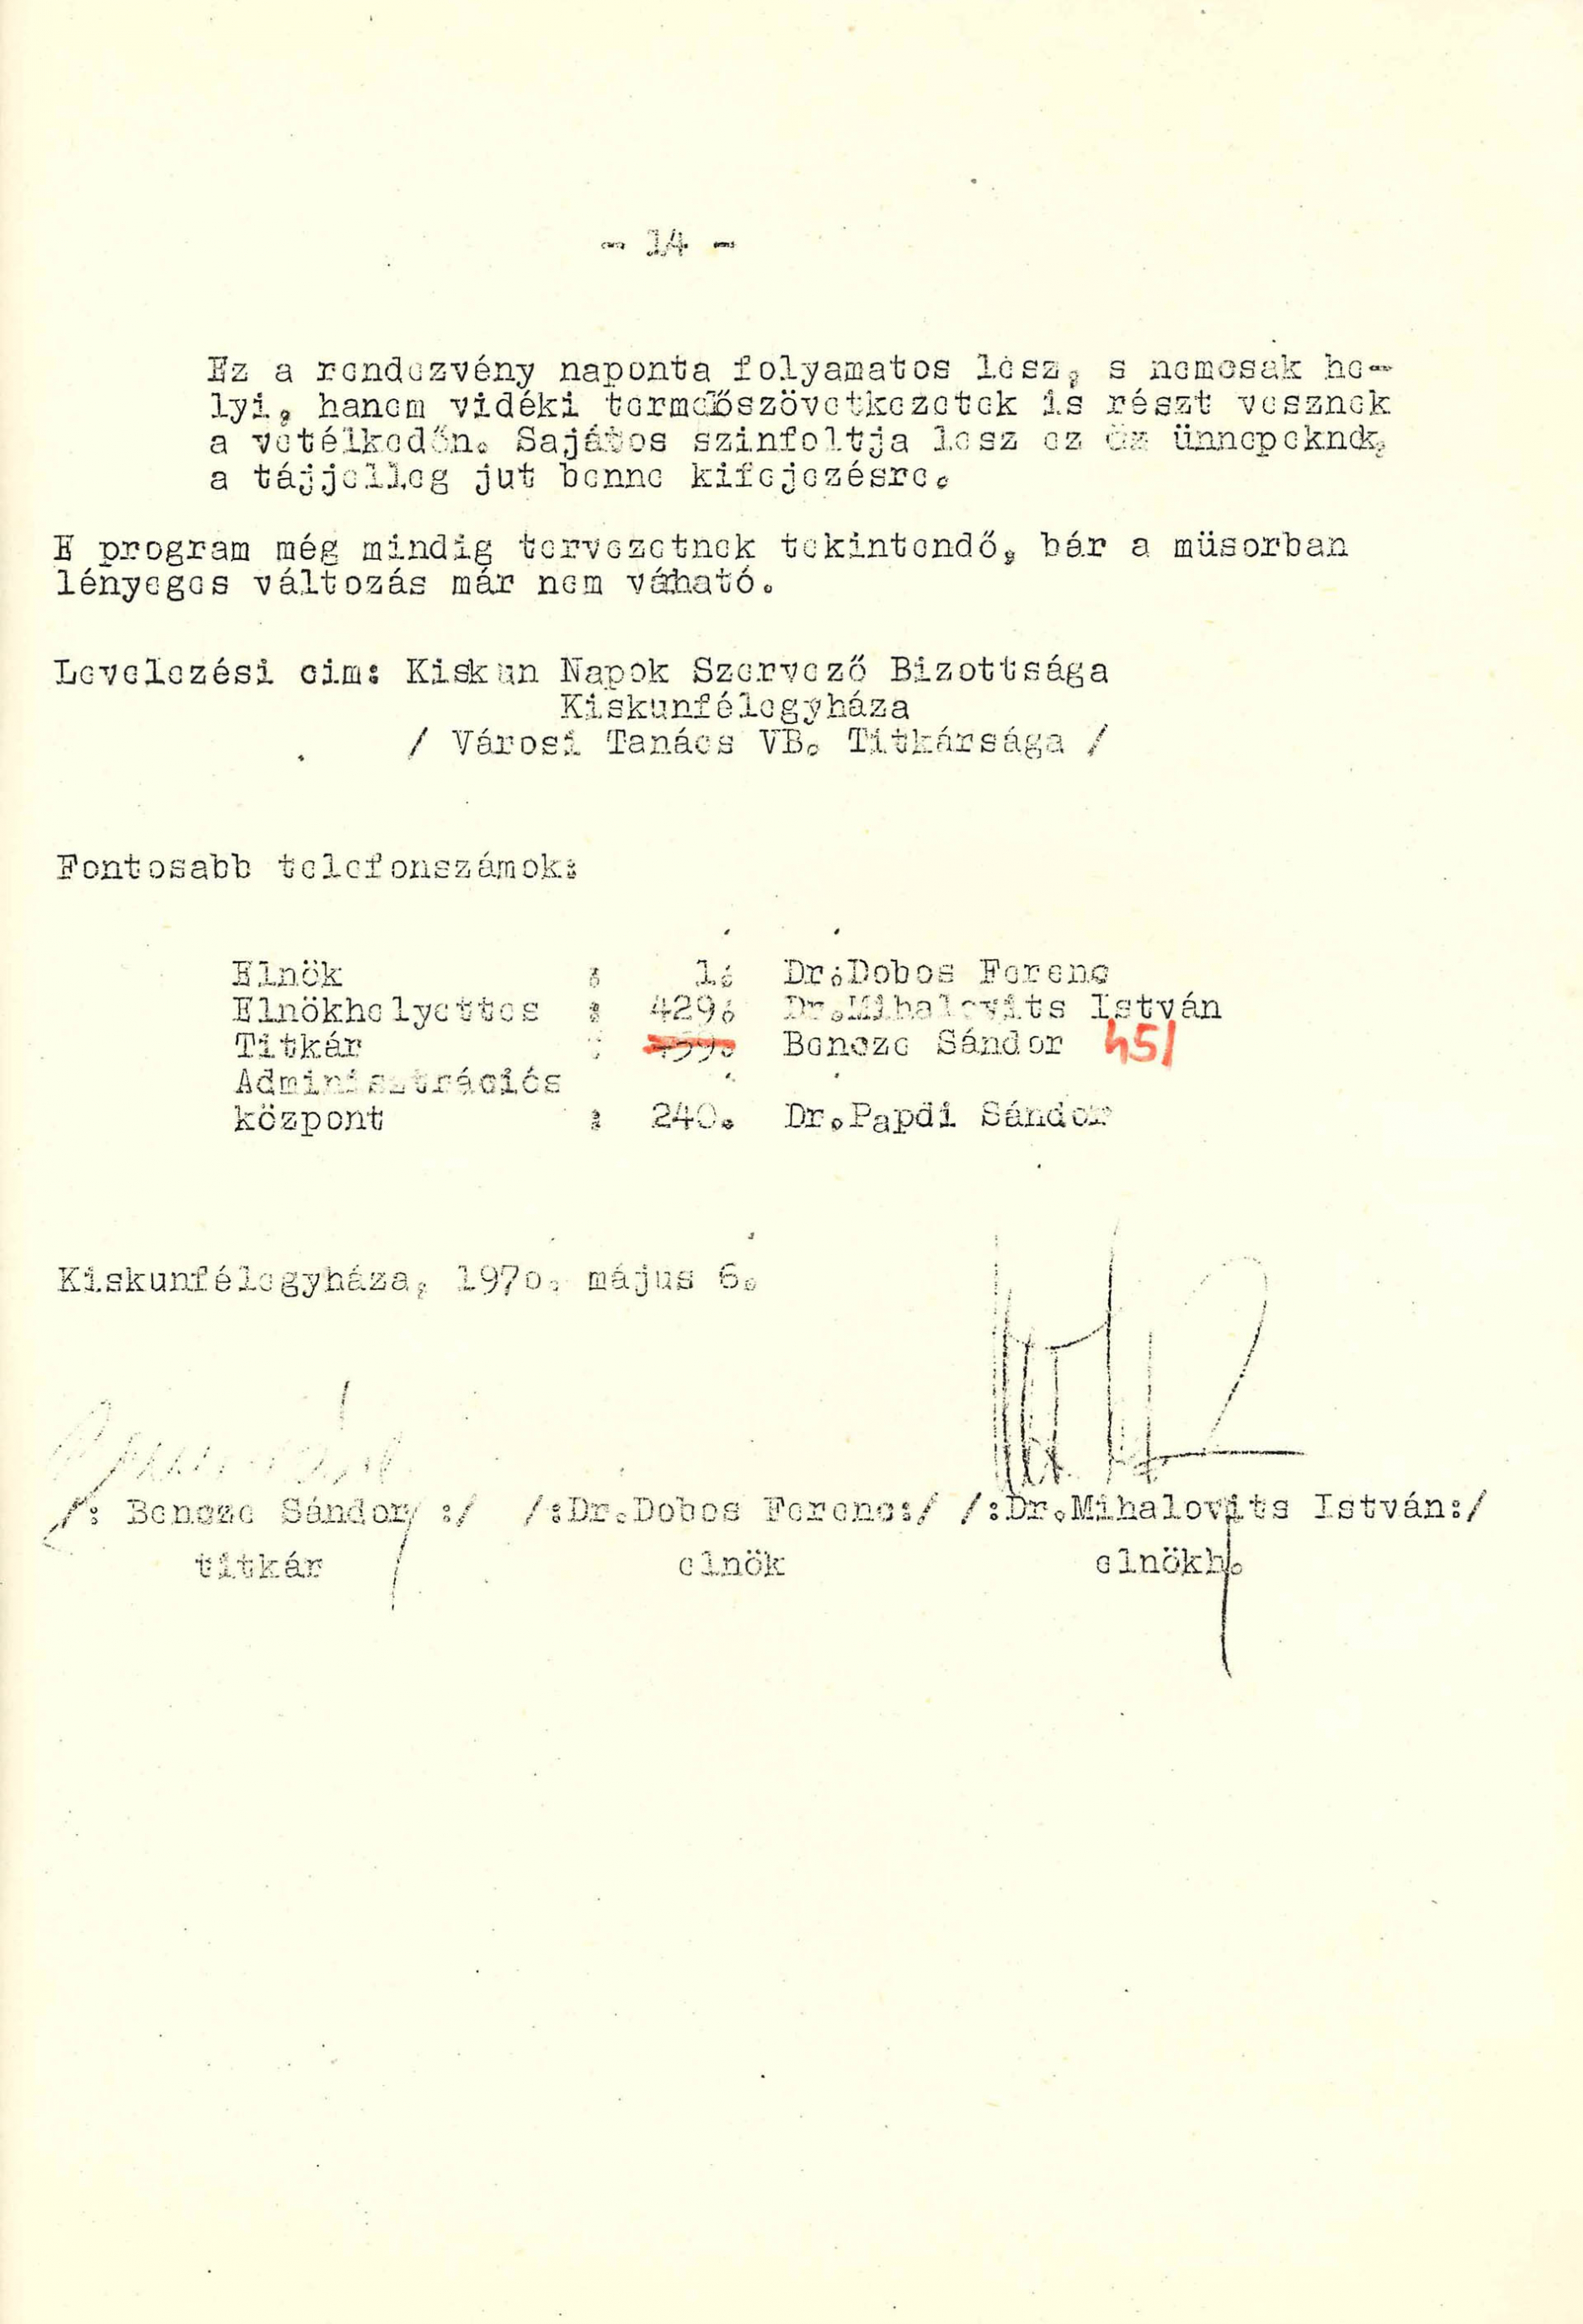 - 14 -
Ez a rendezvény naponta folyamatos lesz, s nemcsak he-
lyi, hanem vidéki termelőszövetkezetek is részt vesznek
a vetélkedőn. Sajátos szinfoltja lesz ez az ünnepeknek,
a tájjelleg jut benne kifejezésre.
E program még mindig tervezetnek tekintendő, bár a müsorban
lényeges változás már nem várható.
Levelezési cim: Kiskun Napok Szervező Bizottsága
Kiskunfélegyháza
/ Városi Tanács VB. Titkársága /
Fontosabb telefonszámok:
Elnök : 1. Dr.Dobos Ferenc
Elnökhelyettes : 429. Dr.Mihalovits István
Titkár : Bencze Sándor 451
Adminisztrációs
központ : 240. Dr.Papdi Sándor
Kiskunfélegyháza, 197o. május 6.
/: Bencze Sándor :/ /:Dr.Dobos Ferenc:/ /:Dr.Mihalovits István:/
titkár elnök elnökh.